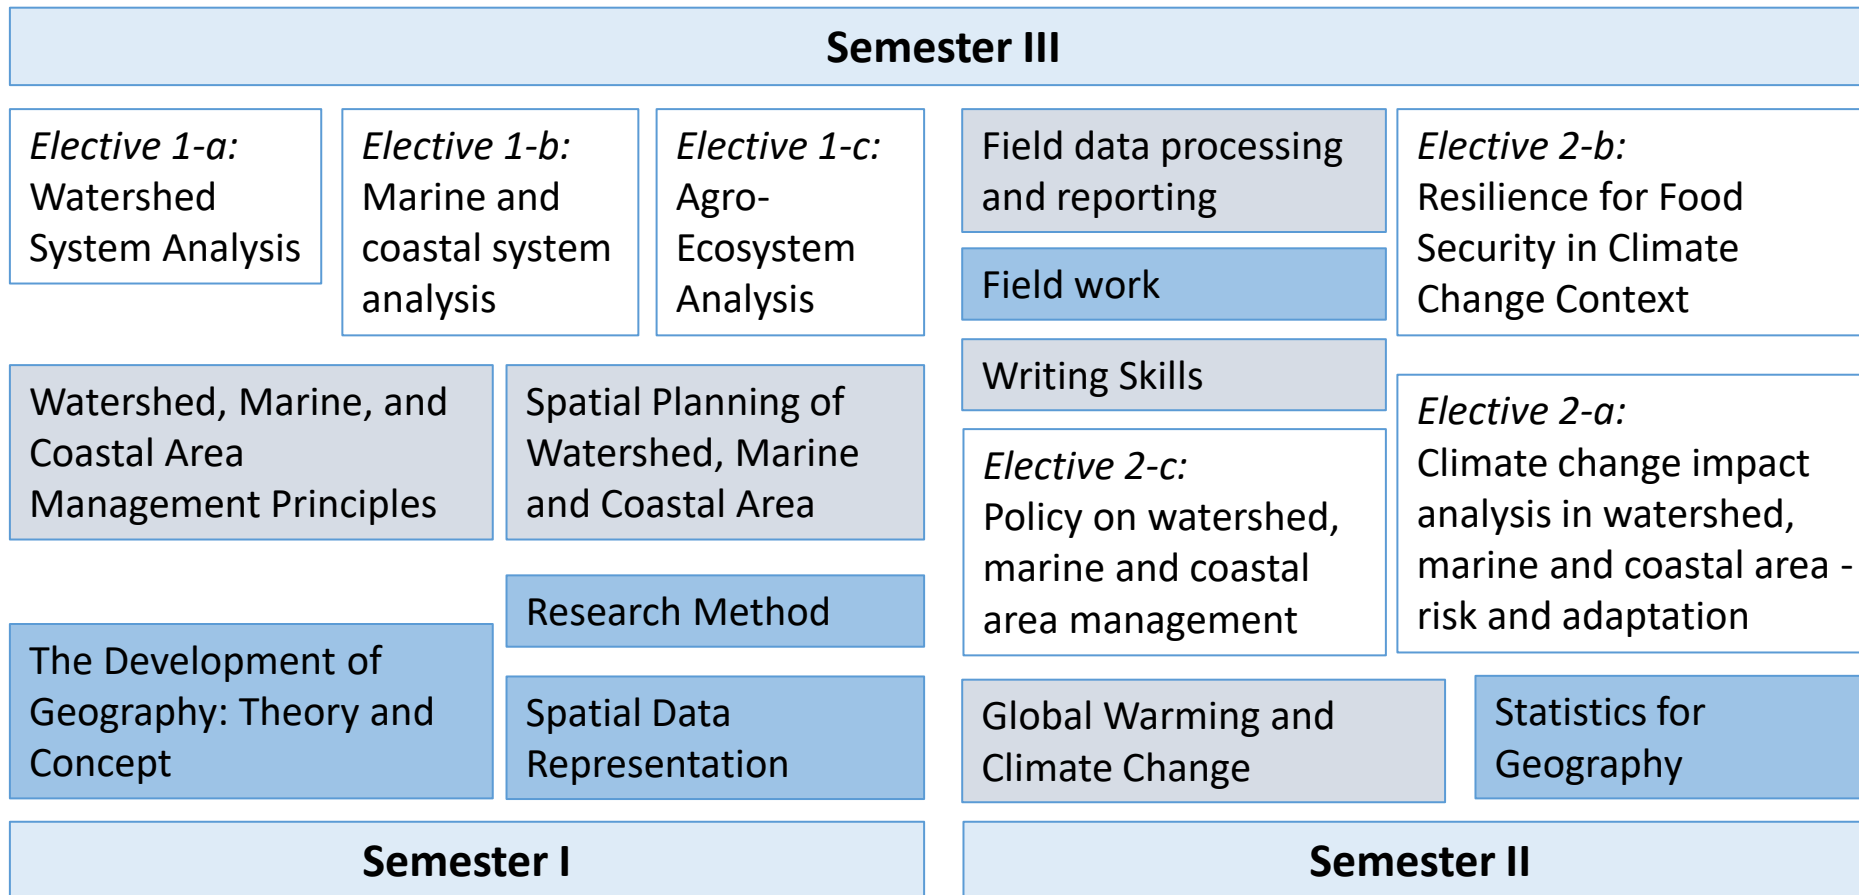 Semester III
Elective 1-a:
Watershed
System Analysis
Elective 1-b:
Marine and
coastal system
analysis
Elective 1-c:
Agro-
Ecosystem
Analysis
Field data processing
and reporting
Elective 2-b:
Resilience for Food
Security in Climate
Change Context
Field work
Writing Skills
Watershed, Marine, and
Coastal Area
Management Principles
Spatial Planning of
Watershed, Marine
and Coastal Area
Elective 2-c:
Policy on watershed,
marine and coastal
area management
Elective 2-a:
Climate change impact
analysis in watershed,
marine and coastal area -
risk and adaptation
Research Method
The Development of
Geography: Theory and
Concept
Spatial Data
Representation
Global Warming and
Climate Change
Statistics for
Geography
Semester I
Semester II